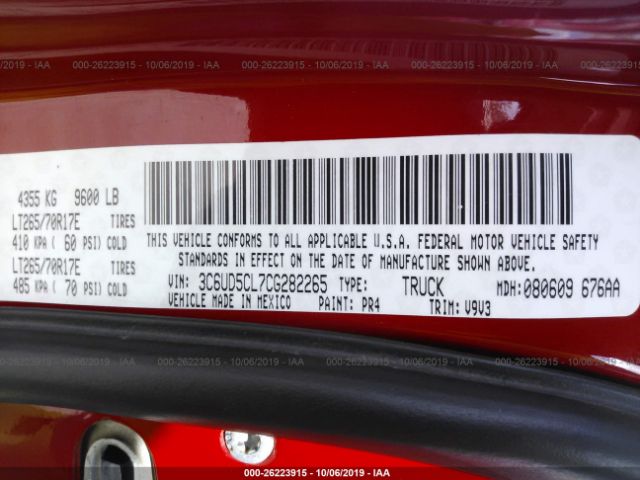 000-26223915 - 10/06/2019 - IAA
4355 KG 9600 LB
LT265/70R17E TIRES
410 KPA ( 60 PSI) COLD
LT265/70R17E TIRES
485 KPA ( 70 PSI) COLD
THIS VEHICLE CONFORMS TO ALL APPLICABLE U.S.A. FEDERAL MOTOR VEHICLE SAFETY
STANDARDS IN EFFECT ON THE DATE OF MANUFACTURE SHOWN ABOVE.
VIN: 3C6UD5CL7CG282265 TYPE: TRUCK MDH: 080609 676AA
VEHICLE MADE IN MEXICO PAINT: PR4 TRIM: V9V3
000-26223915 - 10/06/2019 - IAA